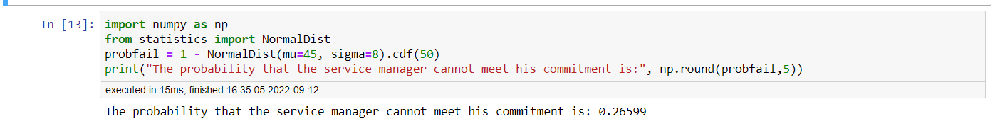 In [13]: import numpy as np
from statistics import NormalDist
probfail = 1 - NormalDist(mu=45, sigma=8).cdf(50)
print("The probability that the service manager cannot meet his commitment is:", np.round(probfail,5))
executed in 15ms, finished 16:35:05 2022-09-12
The probability that the service manager cannot meet his commitment is: 0.26599